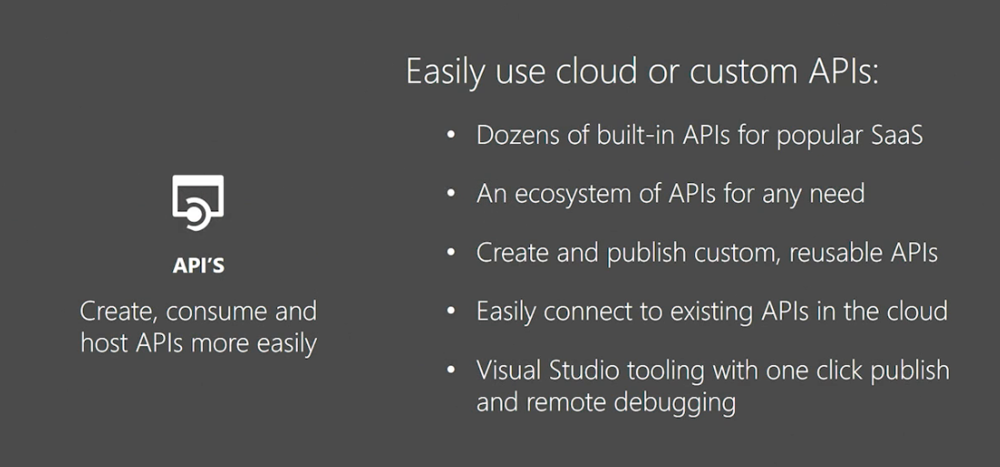 API'S
Create, consume and
host APIs more easily
Easily use cloud or custom APIs:
• Dozens of built-in APIs for popular SaaS
• An ecosystem of APIs for any need
• Create and publish custom, reusable APIs
• Easily connect to existing APIs in the cloud
• Visual Studio tooling with one click publish
and remote debugging